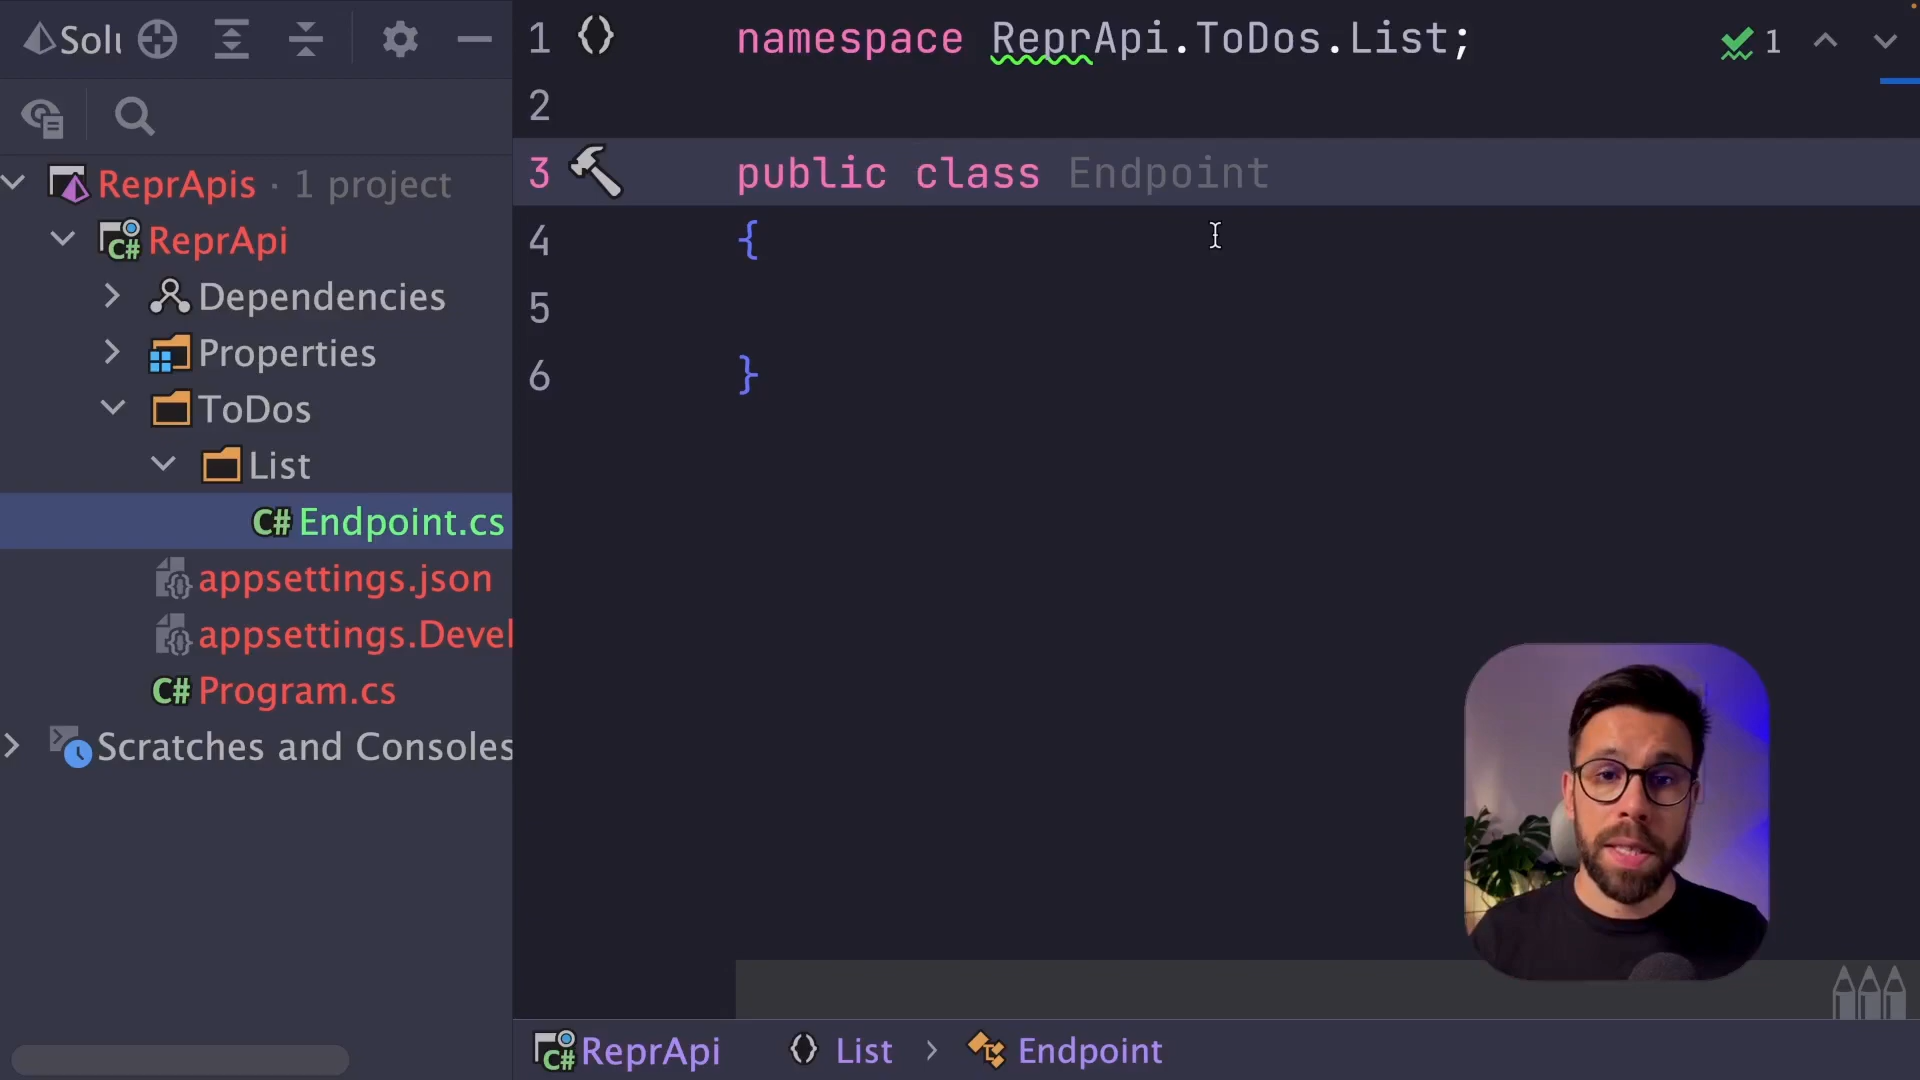 Solu
ReprApis · 1 project
ReprApi
Dependencies
Properties
ToDos
List
C# Endpoint.cs
appsettings.json
appsettings.Devel
C# Program.cs
Scratches and Consoles
1 namespace ReprApi.ToDos.List;
2
3 public class Endpoint
4 {
5
6 }
1
C# ReprApi List Endpoint